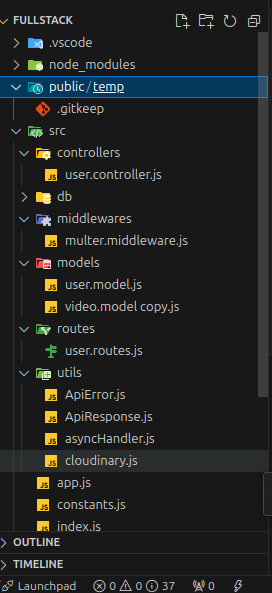 FULLSTACK
.vscode
node_modules
public/temp
.gitkeep
src
controllers
JS user.controller.js
db
middlewares
JS multer.middleware.js
models
JS user.model.js
JS video.model copy.js
routes
user.routes.js
utils
JS ApiError.js
JS ApiResponse.js
JS asyncHandler.js
JS cloudinary.js
JS app.js
JS constants.js
JS index.js
OUTLINE
TIMELINE
Launchpad 0 0 37 0